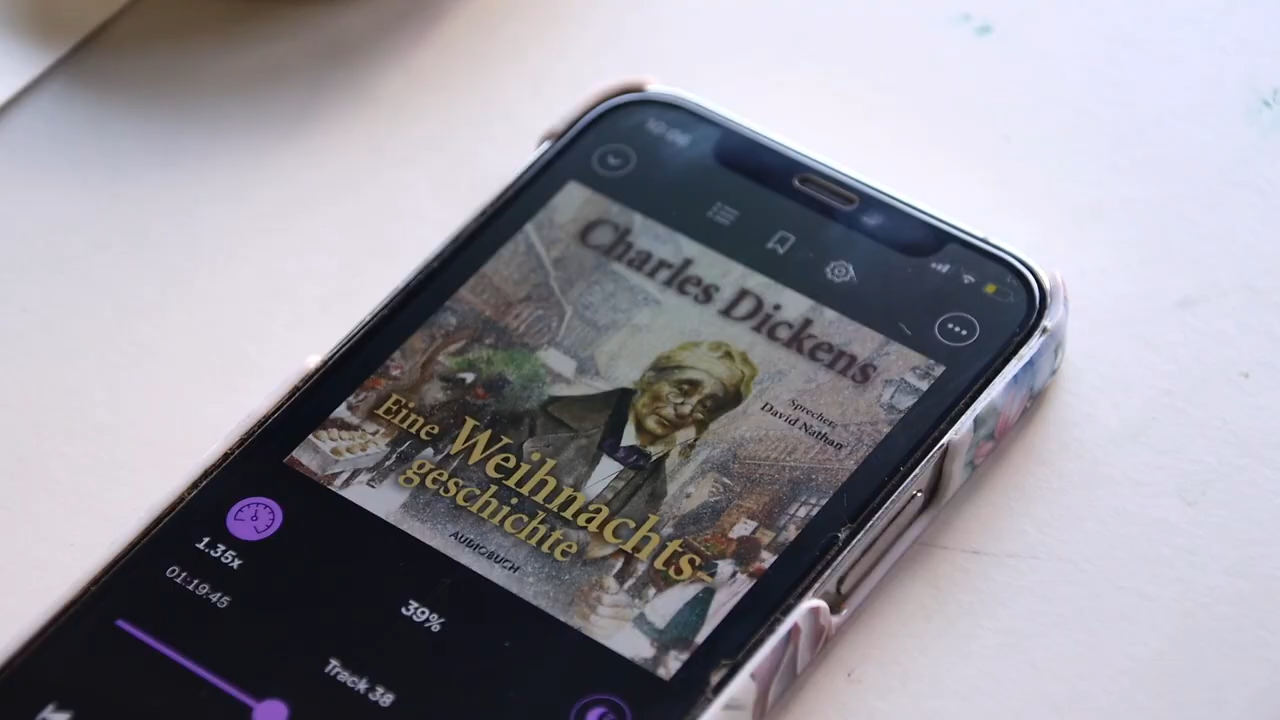 Charles Dickens
Sprecher:
David Nathan
Eine Weihnachts-
geschichte
AUDIOBUCH
1.35x
01:19:45
39%
Track 38